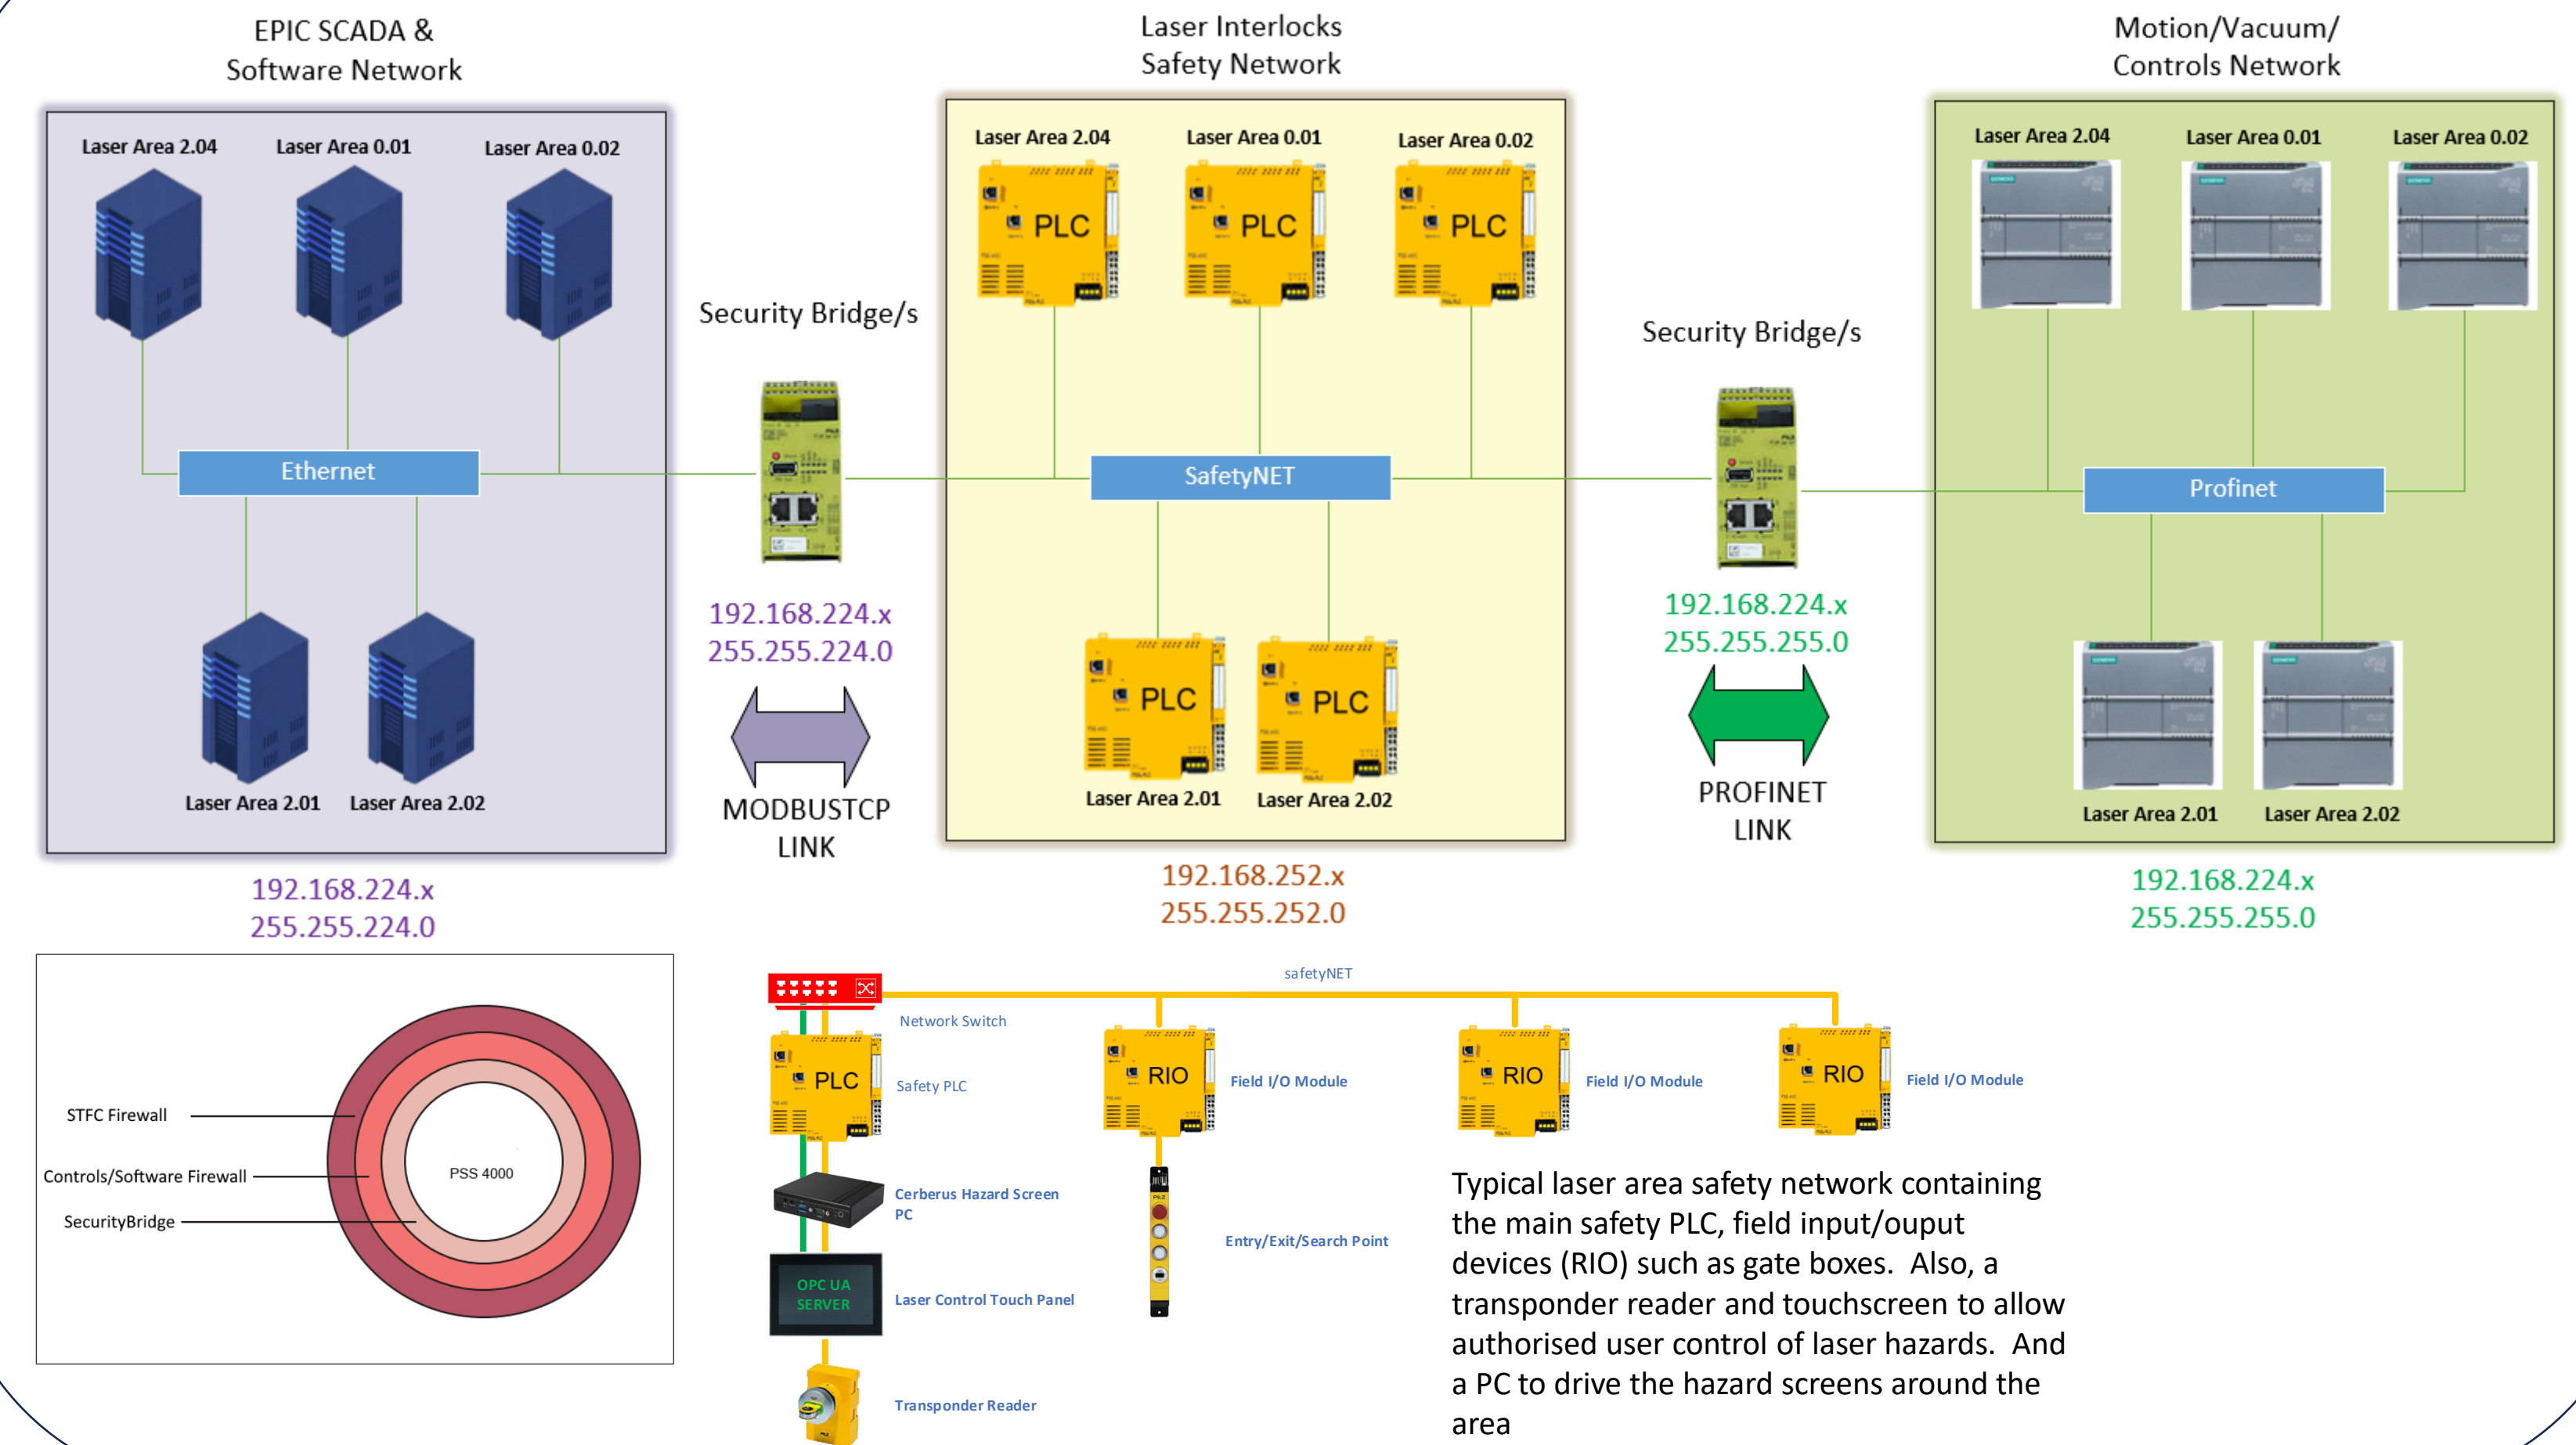 EPIC SCADA &
Software Network
Laser Interlocks
Safety Network
Motion/Vacuum/
Controls Network
Laser Area 2.04
Laser Area 0.01
Laser Area 0.02
Laser Area 2.04
Laser Area 0.01
Laser Area 0.02
Laser Area 2.04
Laser Area 0.01
Laser Area 0.02
PLC
PLC
PLC
SIEMENS
SIEMENS
SIEMENS
Security Bridge/s
Security Bridge/s
Ethernet
SafetyNET
Profinet
192.168.224.x
255.255.224.0
192.168.224.x
255.255.255.0
PLC
PLC
SIEMENS
SIEMENS
Laser Area 2.01
Laser Area 2.02
Laser Area 2.01
Laser Area 2.02
Laser Area 2.01
Laser Area 2.02
MODBUSTCP
LINK
PROFINET
LINK
192.168.224.x
255.255.224.0
192.168.252.x
255.255.252.0
192.168.224.x
255.255.255.0
STFC Firewall
Controls/Software Firewall
SecurityBridge
PSS 4000
safetyNET
Network Switch
PLC
Safety PLC
RIO
Field I/O Module
RIO
Field I/O Module
RIO
Field I/O Module
Cerberus Hazard Screen
PC
PILZ
Entry/Exit/Search Point
OPC UA
SERVER
Laser Control Touch Panel
Transponder Reader
Typical laser area safety network containing
the main safety PLC, field input/ouput
devices (RIO) such as gate boxes.  Also, a
transponder reader and touchscreen to allow
authorised user control of laser hazards.  And
a PC to drive the hazard screens around the
area